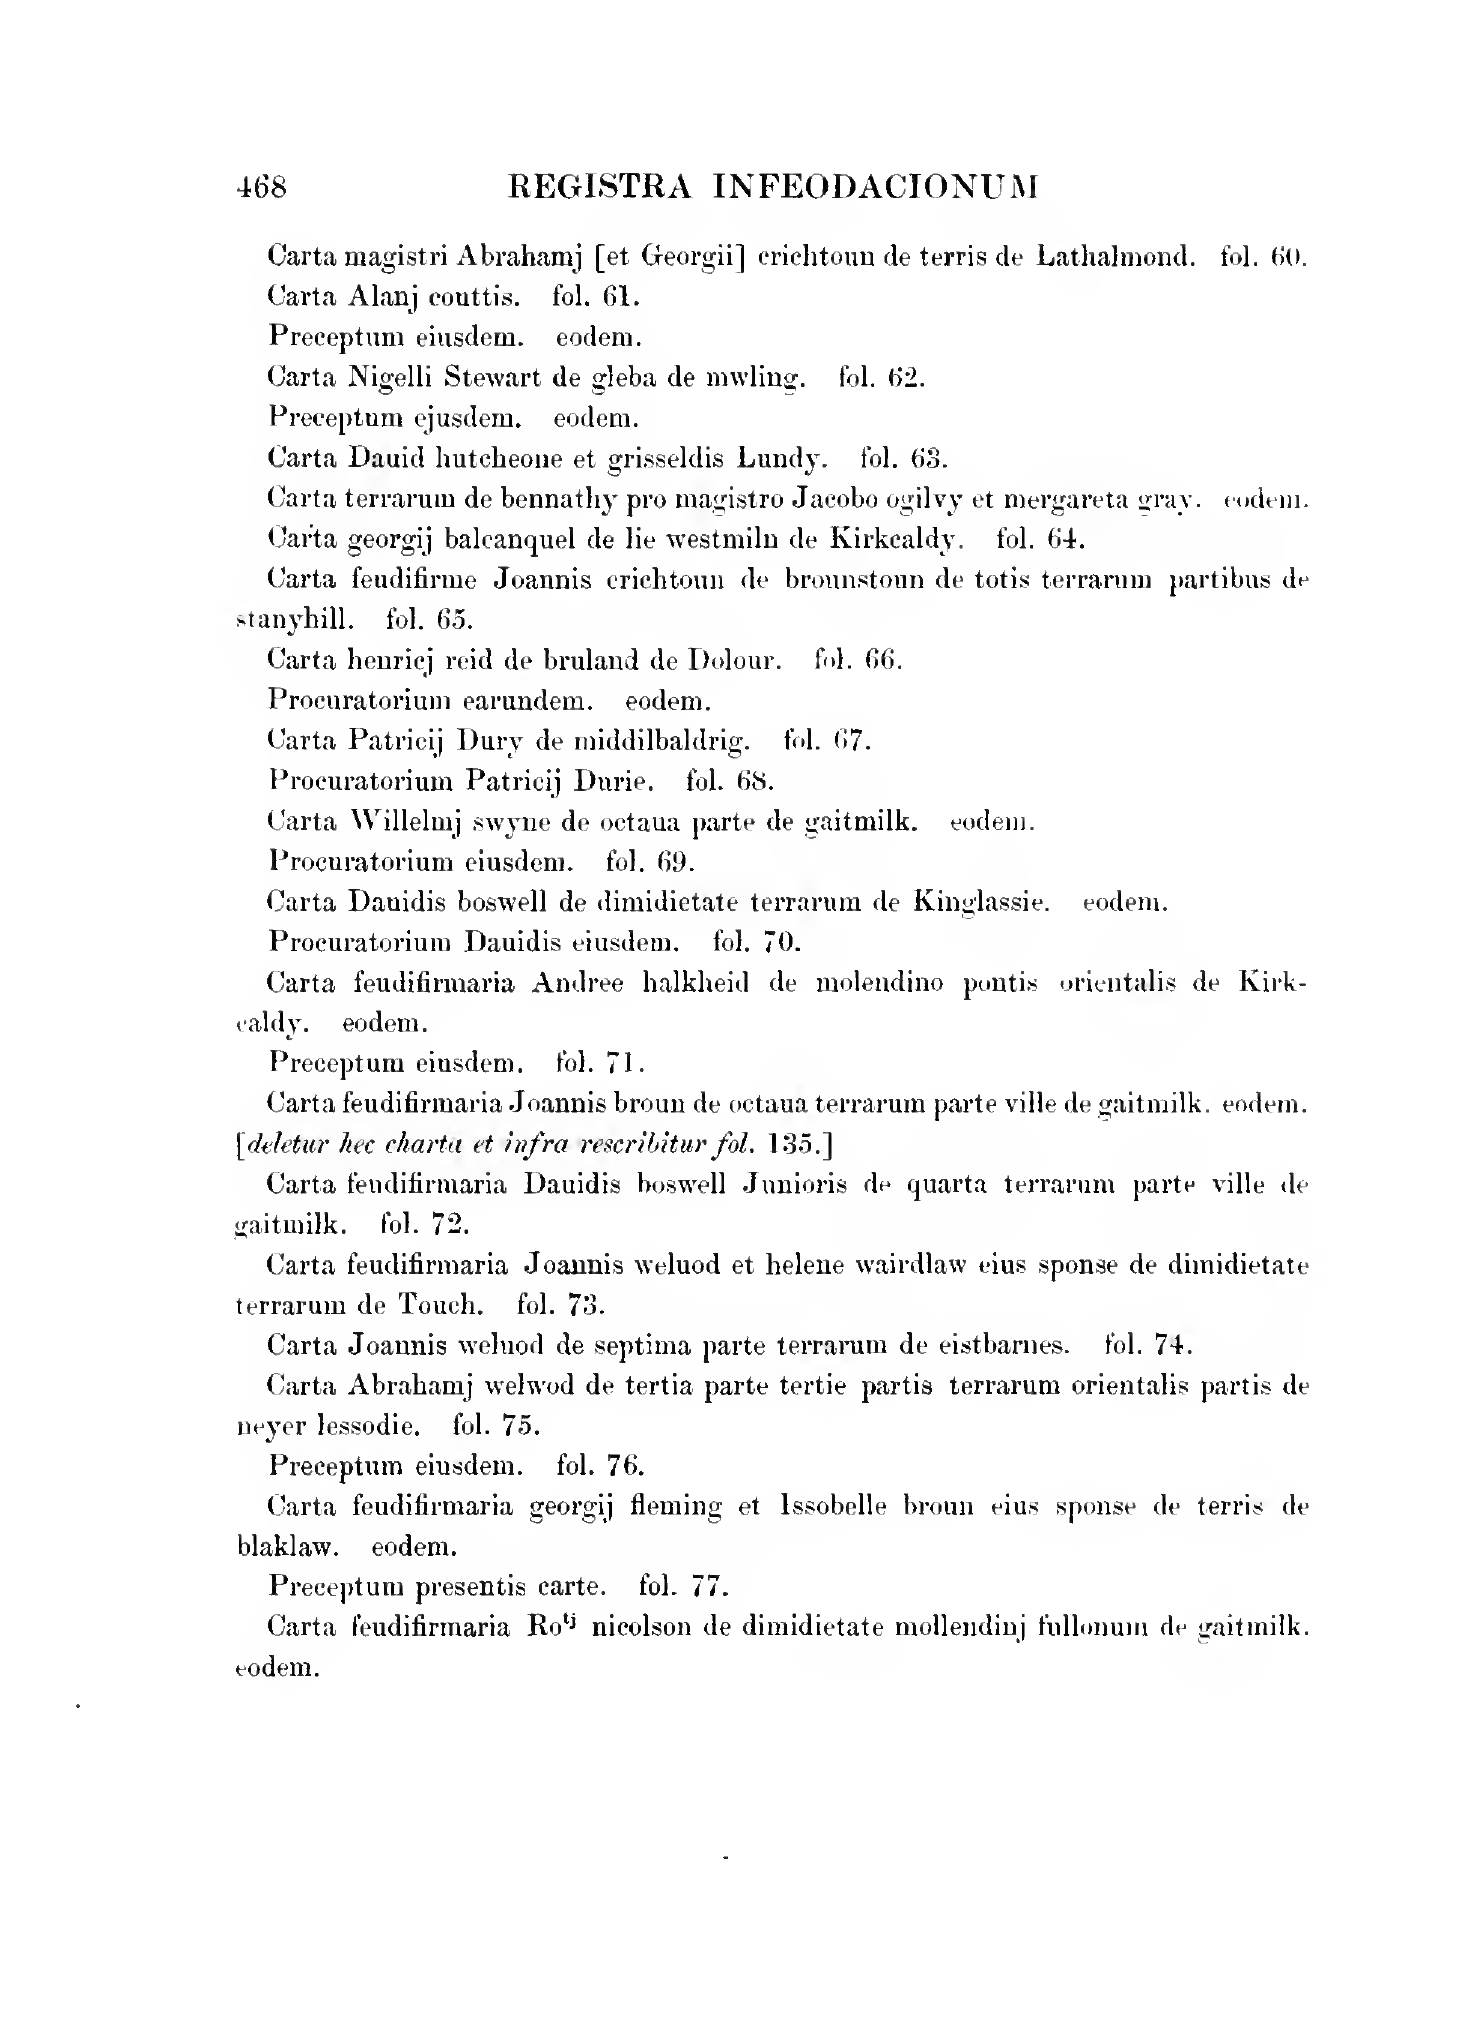 468 REGISTRA INFEODACIONUM
Carta magistri Abrahamj [et Georgii] crichtoun de terris de Lathalmond. fol. 60.
Carta Alanj couttis. fol. 61.
Preceptum eiusdem. eodem.
Carta Nigelli Stewart de gleba de mwling. fol. 62.
Preceptum ejusdem. eodem.
Carta Dauid hutcheone et grisseldis Lundy. fol. 63.
Carta terrarum de bennathy pro magistro Jacobo ogilvy et mergareta gray. eodem.
Carta georgij balcanquel de lie westmiln de Kirkcaldy. fol. 64.
Carta feudifirme Joannis crichtoun de brounstoun de totis terrarum partibus de
stanyhill. fol. 65.
Carta henricj reid de bruland de Dolour. fol. 66.
Procuratorium earundem. eodem.
Carta Patricij Dury de middilbaldrig. fol. 67.
Procuratorium Patricij Durie. fol. 68.
Carta Willelmj swyne de octaua parte de gaitmilk. eodem.
Procuratorium eiusdem. fol. 69.
Carta Dauidis boswell de dimidietate terrarum de Kinglassie. eodem.
Procuratorium Dauidis eiusdem. fol. 70.
Carta feudifirmaria Andree halkheid de molendino pontis orientalis de Kirk-
caldy. eodem.
Preceptum eiusdem. fol. 71.
Carta feudifirmaria Joannis broun de octaua terrarum parte ville de gaitmilk. eodem.
[deletur hec charta et infra rescribitur fol. 135.]
Carta feudifirmaria Dauidis boswell Junioris de quarta terrarum parte ville de
gaitmilk. fol. 72.
Carta feudifirmaria Joannis weluod et helene wairdlaw eius sponse de dimidietate
terrarum de Touch. fol. 73.
Carta Joannis weluod de septima parte terrarum de eistbarnes. fol. 74.
Carta Abrahamj welwod de tertia parte tertie partis terrarum orientalis partis de
neyer lessodie. fol. 75.
Preceptum eiusdem. fol. 76.
Carta feudifirmaria georgij fleming et Issobelle broun eius sponse de terris de
blaklaw. eodem.
Preceptum presentis carte. fol. 77.
Carta feudifirmaria Roᵗʲ nicolson de dimidietate mollendinj fullonum de gaitmilk.
eodem.